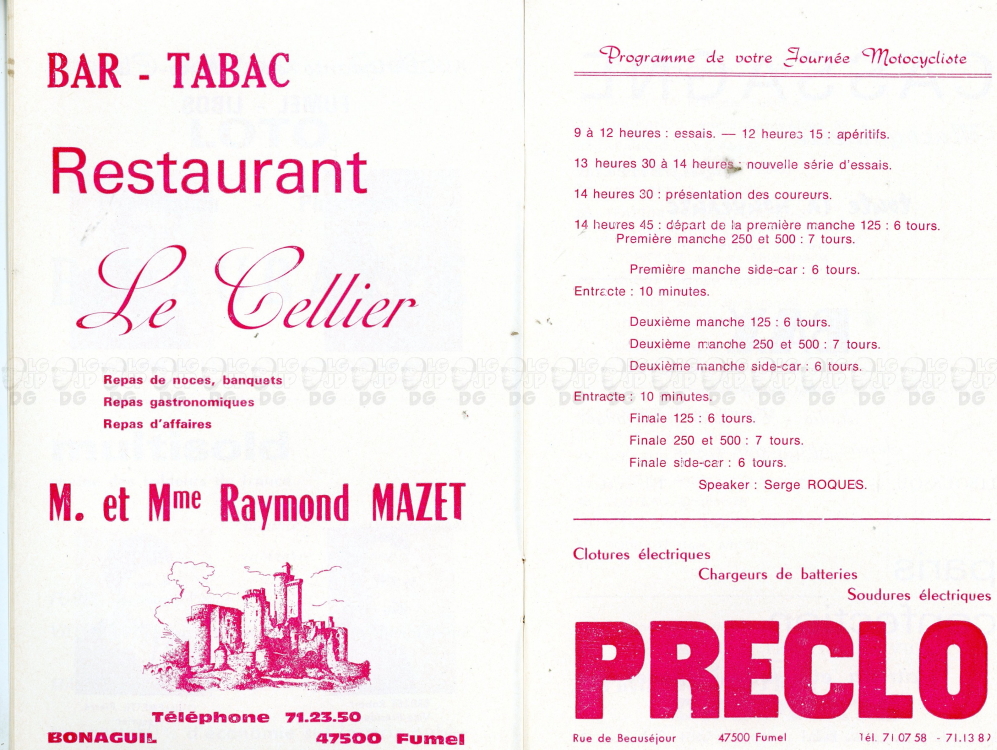 BAR - TABAC
Restaurant
Le Cellier
Repas de noces, banquets
Repas gastronomiques
Repas d'affaires
M. et Mme Raymond MAZET
Téléphone 71.23.50
BONAGUIL 47500 Fumel
Programme de votre Journée Motocycliste
9 à 12 heures : essais. — 12 heures 15 : apéritifs.
13 heures 30 à 14 heures : nouvelle série d'essais.
14 heures 30 : présentation des coureurs.
14 heures 45 : départ de la première manche 125 : 6 tours.
Première manche 250 et 500 : 7 tours.
Première manche side-car : 6 tours.
Entracte : 10 minutes.
Deuxième manche 125 : 6 tours.
Deuxième manche 250 et 500 : 7 tours.
Deuxième manche side-car : 6 tours.
Entracte : 10 minutes.
Finale 125 : 6 tours.
Finale 250 et 500 : 7 tours.
Finale side-car : 6 tours.
Speaker : Serge ROQUES.
Clotures électriques
Chargeurs de batteries
Soudures électriques
PRECLO
Rue de Beauséjour 47500 Fumel Tél. 71 07 58 -